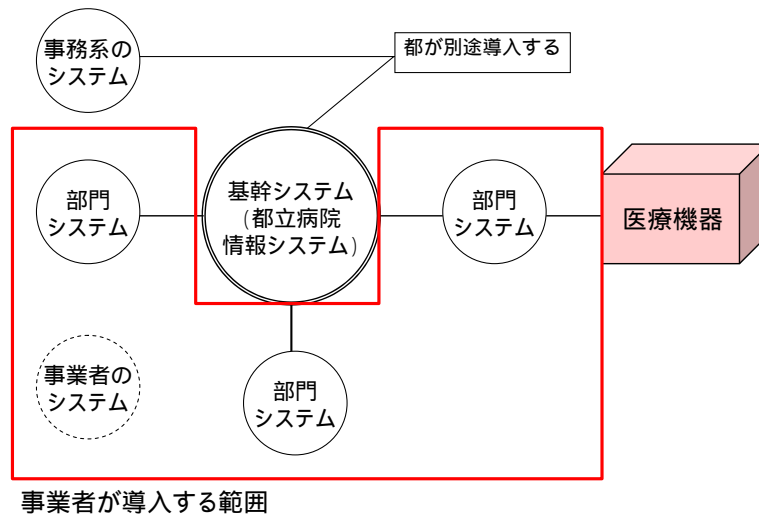 事務系の
システム
都が別途導入する
部門
システム
基幹システム
(都立病院
情報システム)
部門
システム
医療機器
事業者の
システム
部門
システム
事業者が導入する範囲